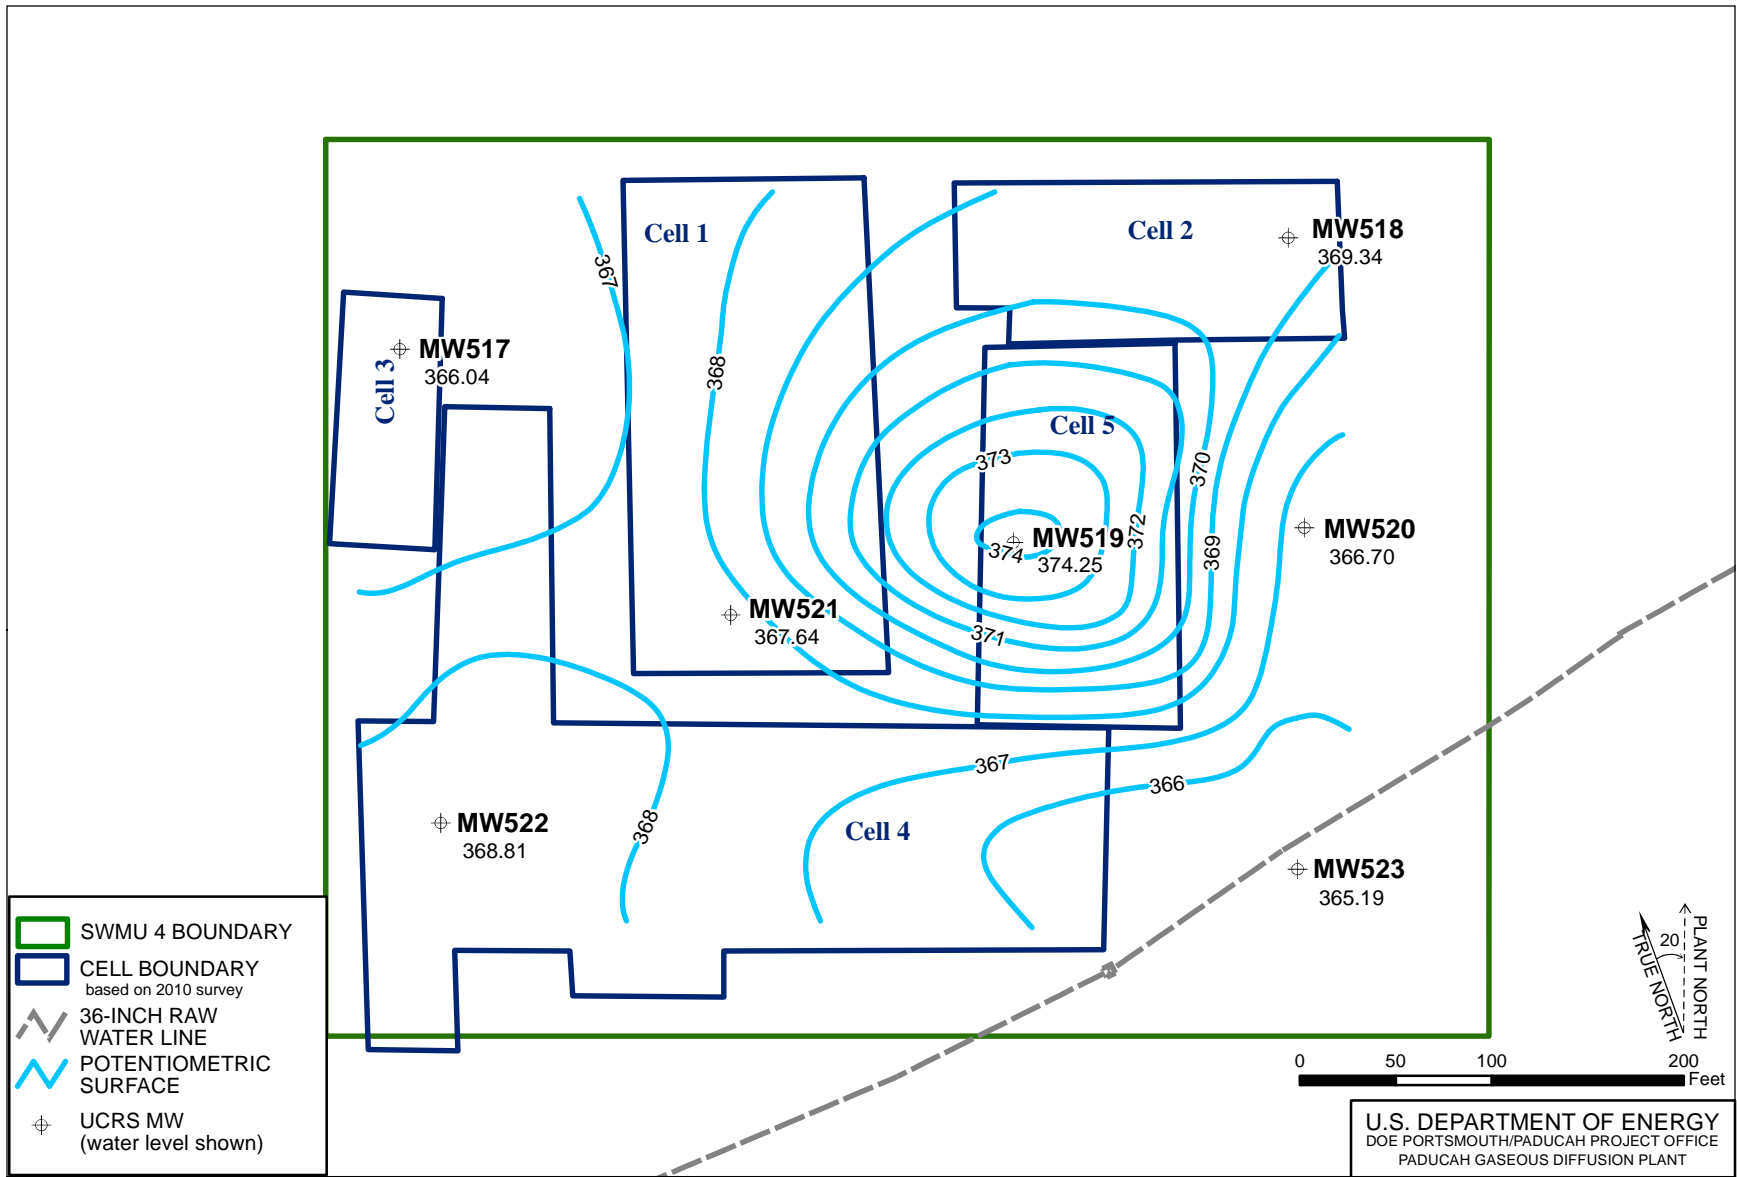 Cell 1
Cell 2
MW518
369.34
367
MW517
366.04
Cell 3
368
Cell 5
373
370
372
369
374
MW519
374.25
MW520
366.70
MW521
367.64
371
367
366
368
MW522
368.81
Cell 4
MW523
365.19
SWMU 4 BOUNDARY
CELL BOUNDARY
based on 2010 survey
36-INCH RAW
WATER LINE
POTENTIOMETRIC
SURFACE
UCRS MW
(water level shown)
TRUE NORTH
20
PLANT NORTH
0 50 100 200
Feet
U.S. DEPARTMENT OF ENERGY
DOE PORTSMOUTH/PADUCAH PROJECT OFFICE
PADUCAH GASEOUS DIFFUSION PLANT